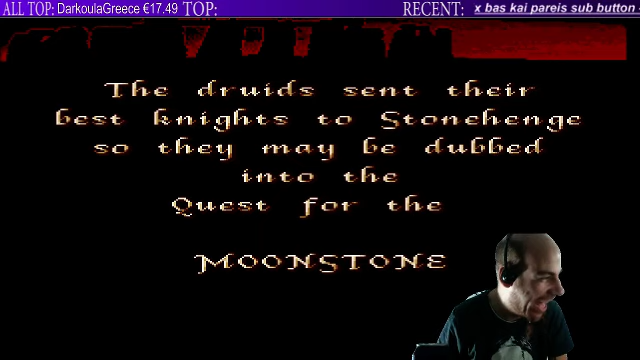 ALL TOP: DarkoulaGreece €17.49 TOP: RECENT: x bas kai pareis sub button
The druids sent their
best knights to Stonehenge
so they may be dubbed
into the
Quest for the
MOONSTONE